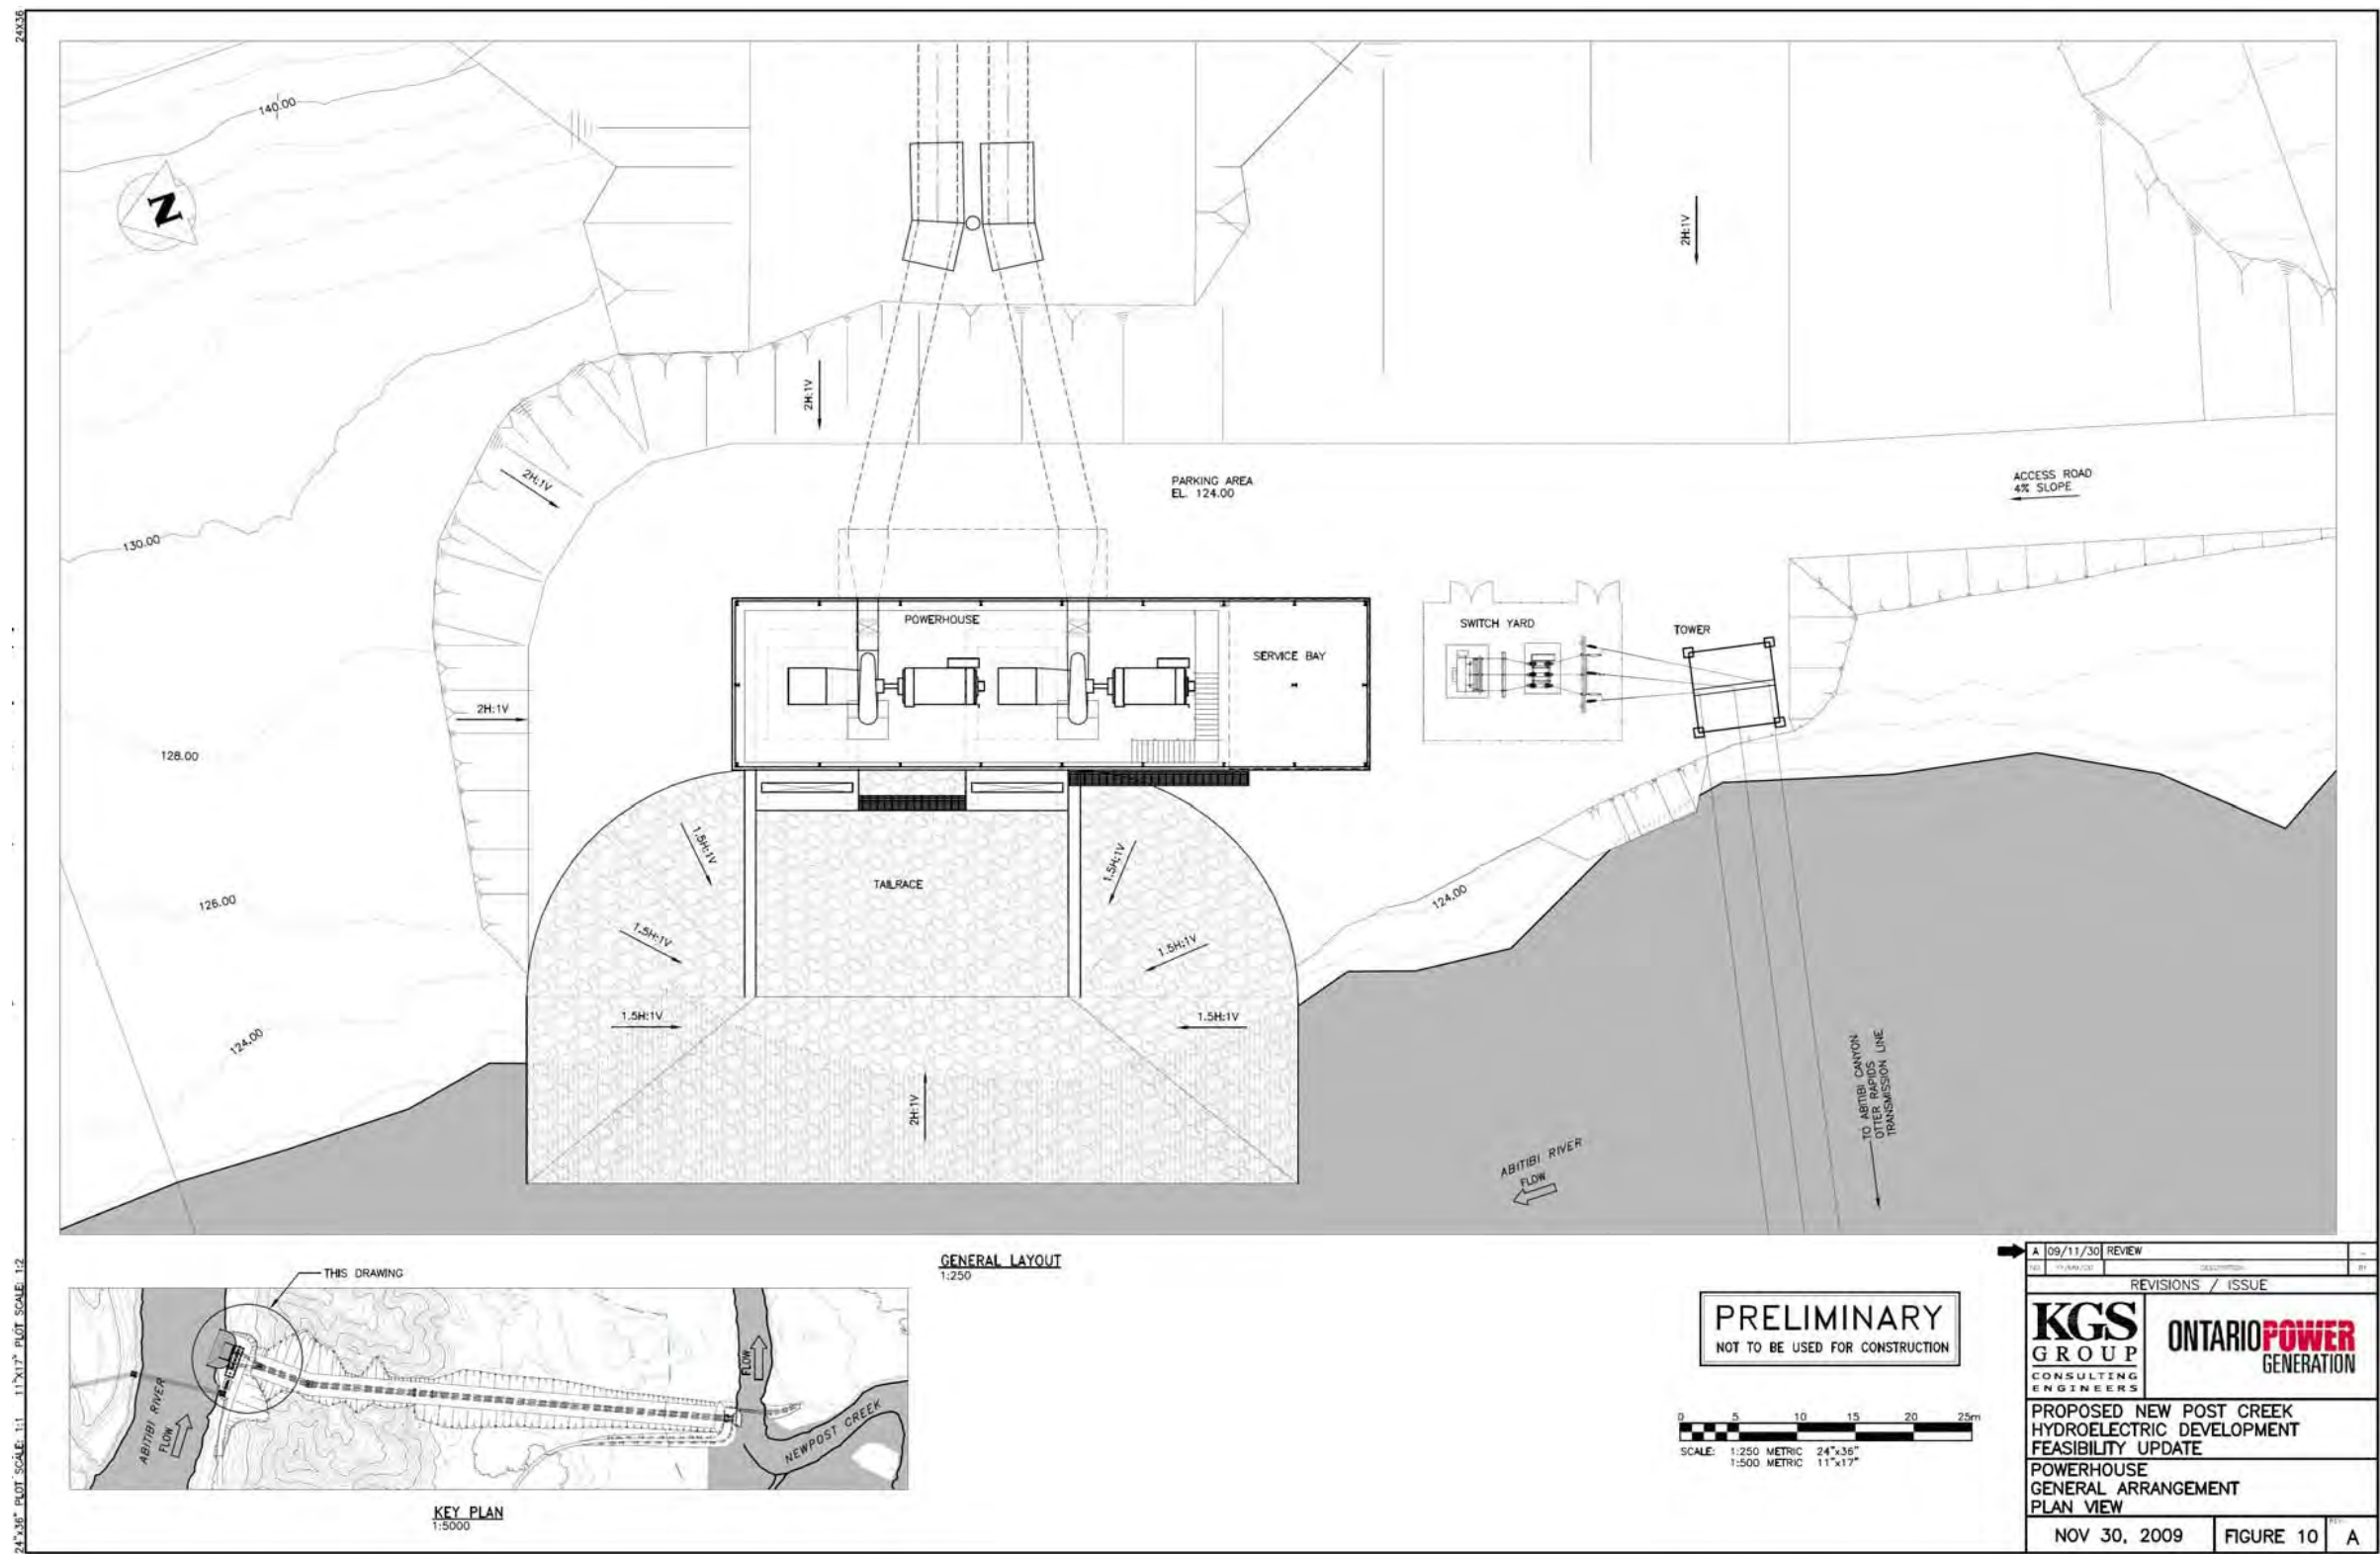 24X36
140.00
N
2H:1V
2H:1V
PARKING AREA
EL. 124.00
ACCESS ROAD
4% SLOPE
2H:1V
130.00
POWERHOUSE
SERVICE BAY
SWITCH YARD
TOWER
2H:1V
128.00
126.00
124.00
1.5H:1V
1.5H:1V
TAILRACE
124.00
1.5H:1V
1.5H:1V
1.5H:1V
1.5H:1V
2H:1V
ABITIBI RIVER
FLOW
TO ABITIBI CANYON
OTTER RAPIDS
TRANSMISSION LINE
GENERAL LAYOUT
1:250
THIS DRAWING
ABITIBI RIVER
FLOW
FLOW
NEWPOST CREEK
KEY PLAN
1:5000
24"x36" PLOT SCALE: 1:1 11"X17" PLOT SCALE: 1:2
PRELIMINARY
NOT TO BE USED FOR CONSTRUCTION
0 5 10 15 20 25m
SCALE: 1:250 METRIC 24"x36"
1:500 METRIC 11"x17"
A 09/11/30 REVIEW
NO. YY/MM/DD DESCRIPTION BY
REVISIONS / ISSUE
KGS
GROUP
CONSULTING
ENGINEERS
ONTARIOPOWER
GENERATION
PROPOSED NEW POST CREEK
HYDROELECTRIC DEVELOPMENT
FEASIBILITY UPDATE
POWERHOUSE
GENERAL ARRANGEMENT
PLAN VIEW
NOV 30, 2009 FIGURE 10 A